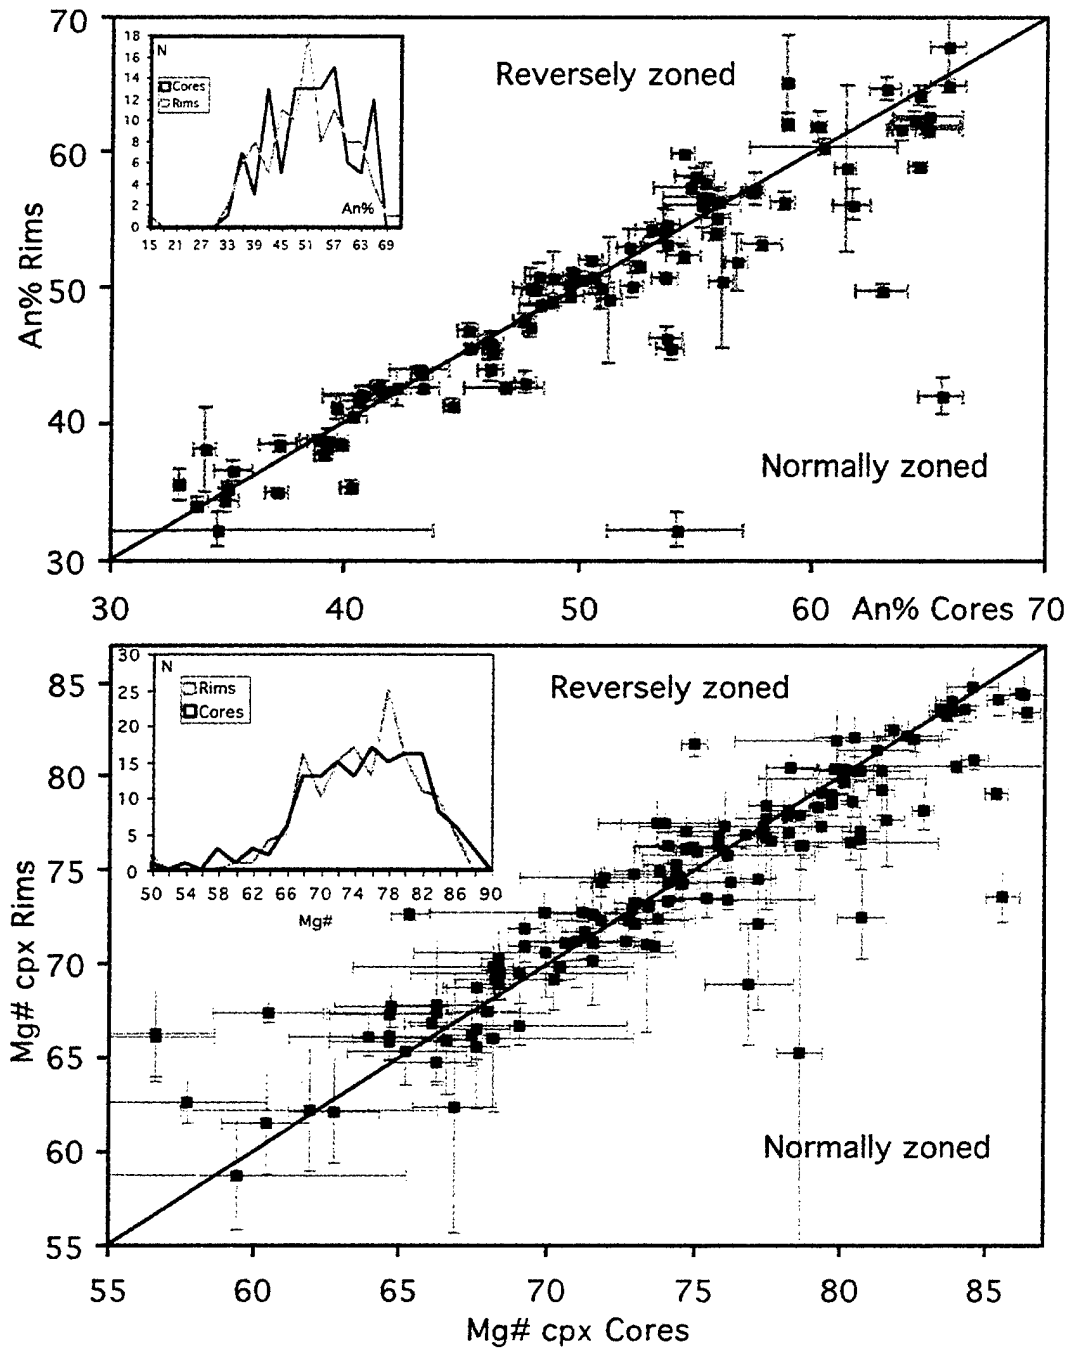 70
60
50
40
30
An% Rims
18
16
14
12
10
8
6
4
2
0
N
Cores
Rims
An%
15 21 27 33 39 45 51 57 63 69
Reversely zoned
Normally zoned
30 40 50 60 An% Cores 70
85
80
75
70
65
60
55
Mg# cpx Rims
30
25
20
15
10
5
0
N
Rims
Cores
50 54 58 62 66 70 74 78 82 86 90
Mg#
Reversely zoned
Normally zoned
55 60 65 70 75 80 85
Mg# cpx Cores